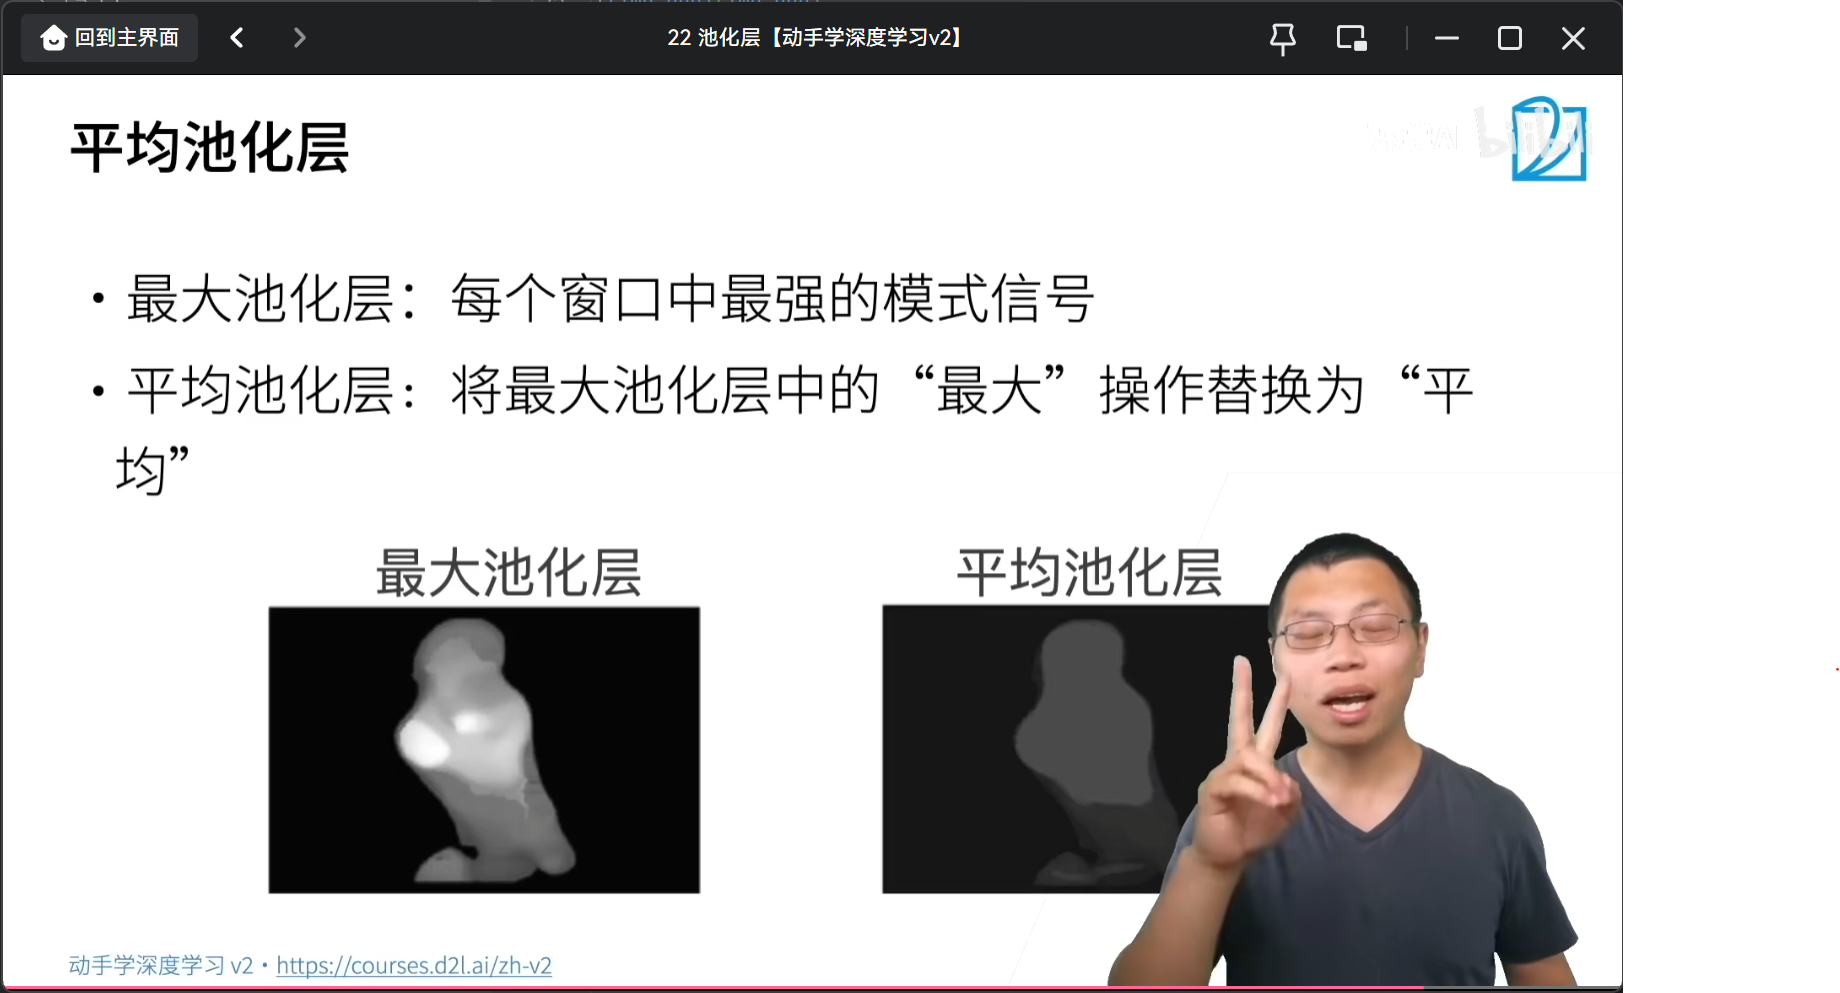 回到主界面
22 池化层【动手学深度学习v2】
平均池化层
bilibili
• 最大池化层：每个窗口中最强的模式信号
• 平均池化层：将最大池化层中的“最大”操作替换为“平
均”
最大池化层
平均池化层
动手学深度学习 v2 • https://courses.d2l.ai/zh-v2